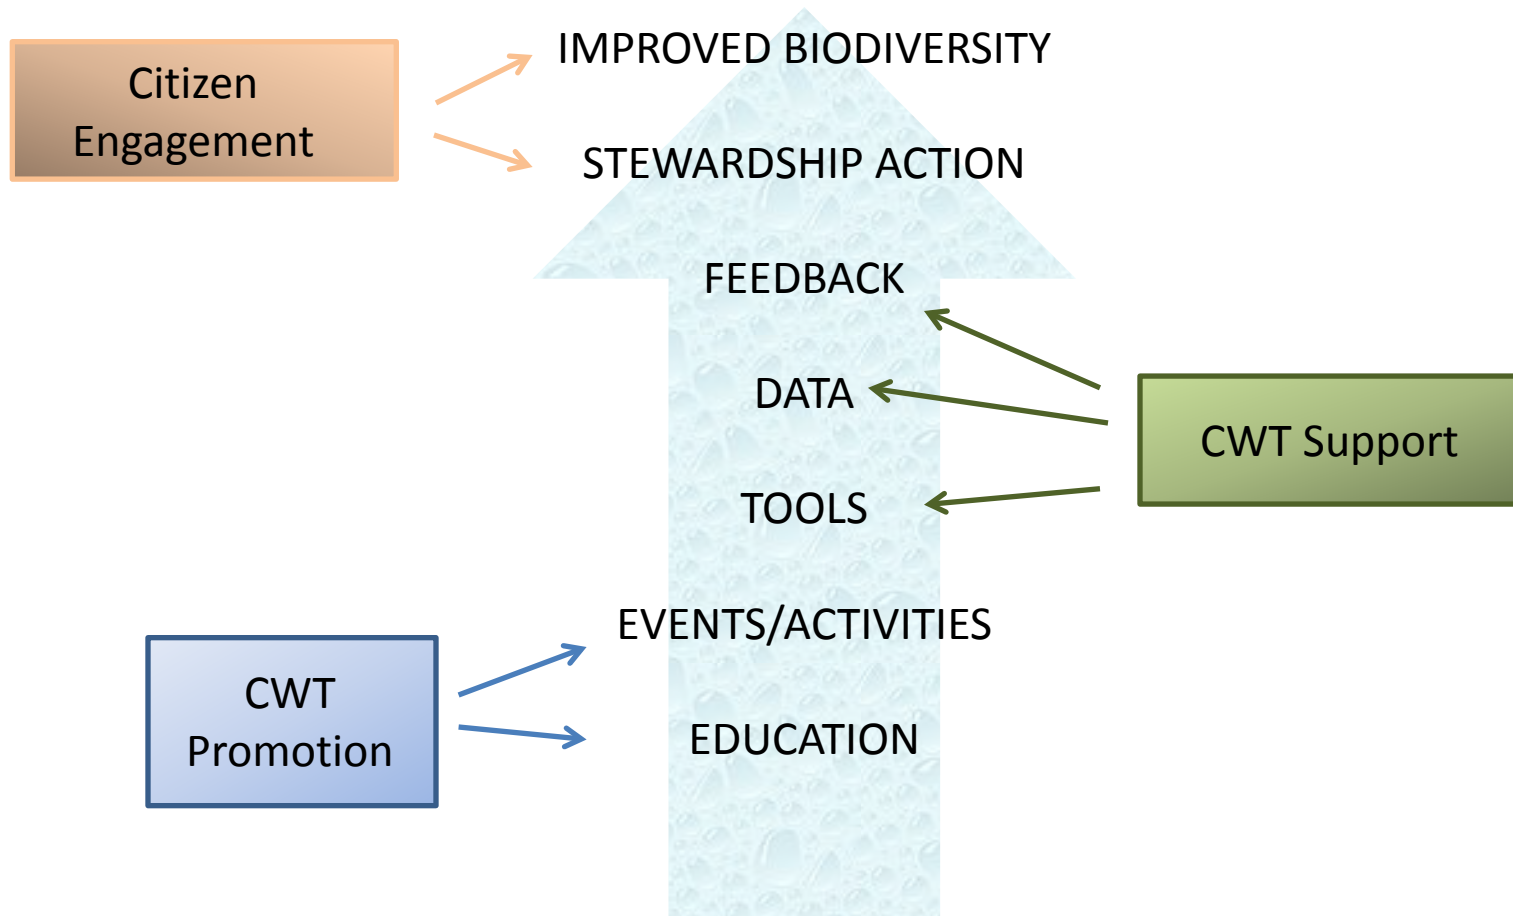 IMPROVED BIODIVERSITY
Citizen
Engagement
STEWARDSHIP ACTION
FEEDBACK
DATA
CWT Support
TOOLS
EVENTS/ACTIVITIES
CWT
Promotion
EDUCATION